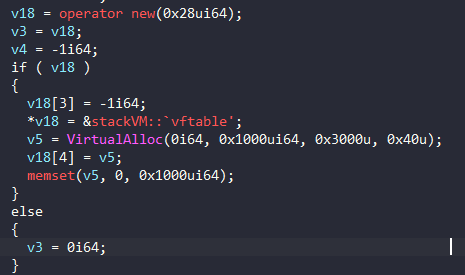 v18 = operator new(0x28ui64);
v3 = v18;
v4 = -1i64;
if ( v18 )
{
v18[3] = -1i64;
*v18 = &stackVM::`vftable';
v5 = VirtualAlloc(0i64, 0x1000ui64, 0x3000u, 0x40u);
v18[4] = v5;
memset(v5, 0, 0x1000ui64);
}
else
{
v3 = 0i64;
}